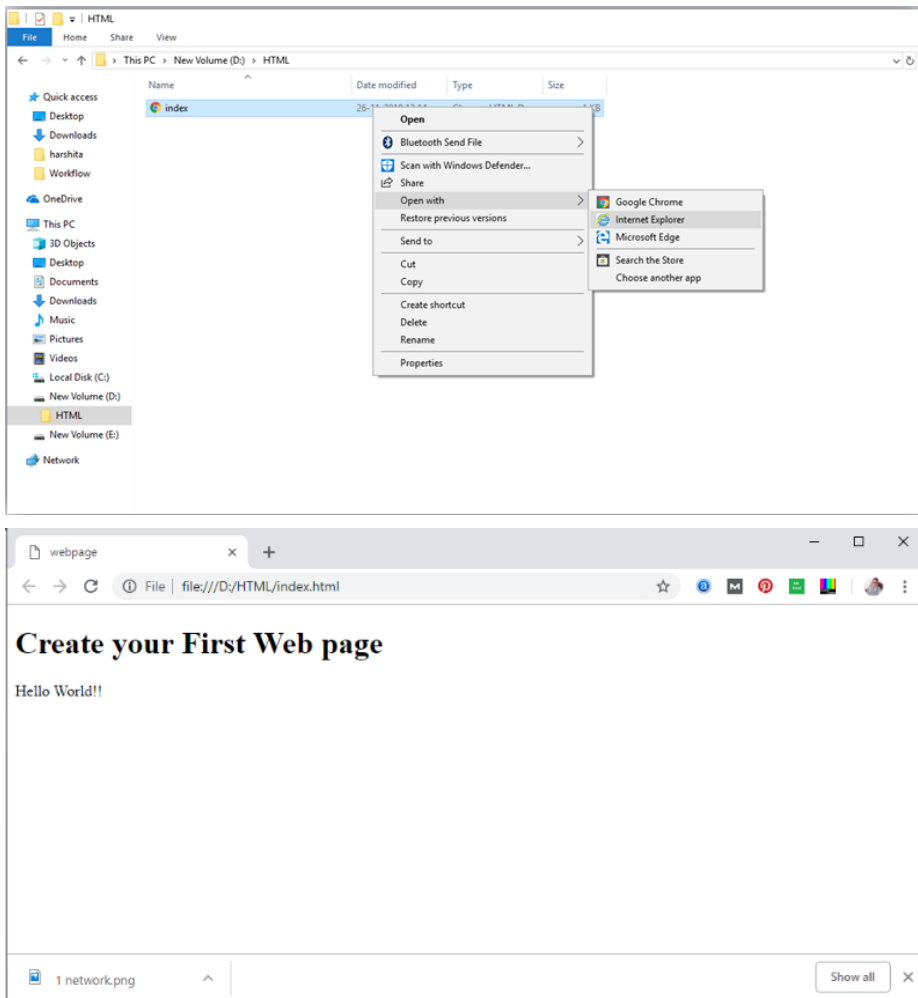 HTML
File Home Share View
This PC > New Volume (D:) > HTML
Name Date modified Type Size
Quick access
Desktop
Downloads
harshita
Workflow
OneDrive
This PC
3D Objects
Desktop
Documents
Downloads
Music
Pictures
Videos
Local Disk (C:)
New Volume (D:)
HTML
New Volume (E:)
Network
index
Open
Bluetooth Send File
Scan with Windows Defender...
Share
Open with
Restore previous versions
Send to
Cut
Copy
Create shortcut
Delete
Rename
Properties
Google Chrome
Internet Explorer
Microsoft Edge
Search the Store
Choose another app
webpage
File | file:///D:/HTML/index.html
Create your First Web page
Hello World!!
1 network.png
Show all